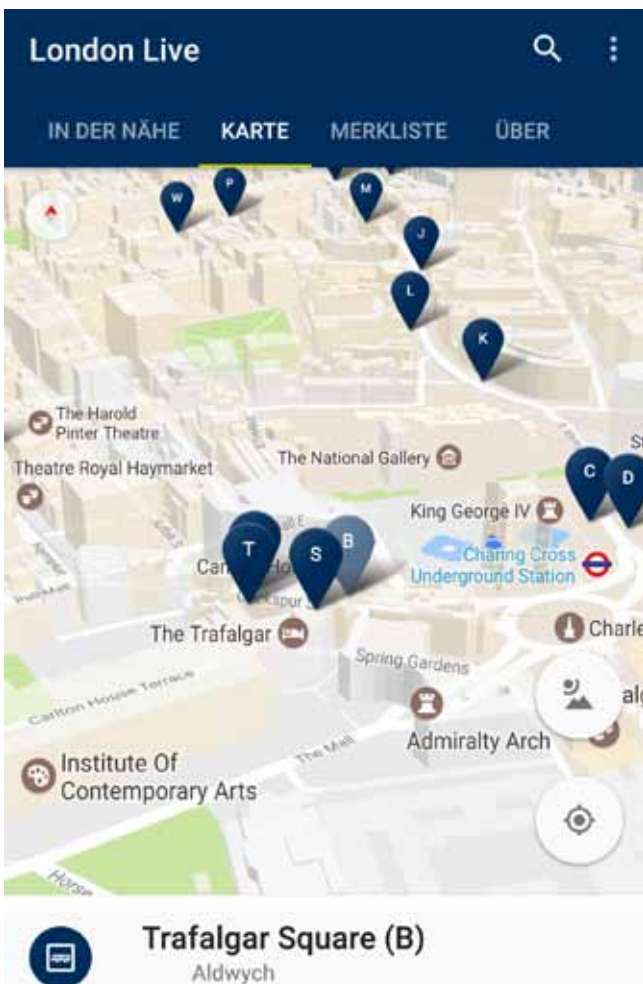 London Live
IN DER NÄHE KARTE MERKLISTE ÜBER
W P M
J
L
K
The Harold
Pinter Theatre
Theatre Royal Haymarket
The National Gallery
C D
King George IV
T S B
Charing Cross
Underground Station
The Trafalgar
Charle
Spring Gardens
Carlton House Terrace
The Mall
Admiralty Arch
Institute Of
Contemporary Arts
Horse
Trafalgar Square (B)
Aldwych